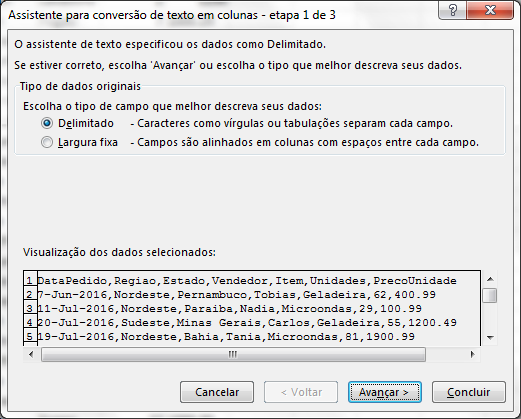 Assistente para conversão de texto em colunas - etapa 1 de 3
O assistente de texto especificou os dados como Delimitado.
Se estiver correto, escolha 'Avançar' ou escolha o tipo que melhor descreva seus dados.
Tipo de dados originais
Escolha o tipo de campo que melhor descreva seus dados:
Delimitado - Caracteres como vírgulas ou tabulações separam cada campo.
Largura fixa - Campos são alinhados em colunas com espaços entre cada campo.
Visualização dos dados selecionados:
1 DataPedido,Regiao,Estado,Vendedor,Item,Unidades,PrecoUnidade
2 7-Jun-2016,Nordeste,Pernambuco,Tobias,Geladeira,62,400.99
3 11-Jul-2016,Nordeste,Paraiba,Nadia,Microondas,29,100.99
4 20-Jul-2016,Sudeste,Minas Gerais,Carlos,Geladeira,55,1200.49
5 19-Jul-2016,Nordeste,Bahia,Tania,Microondas,81,1900.99
Cancelar < Voltar Avançar > Concluir